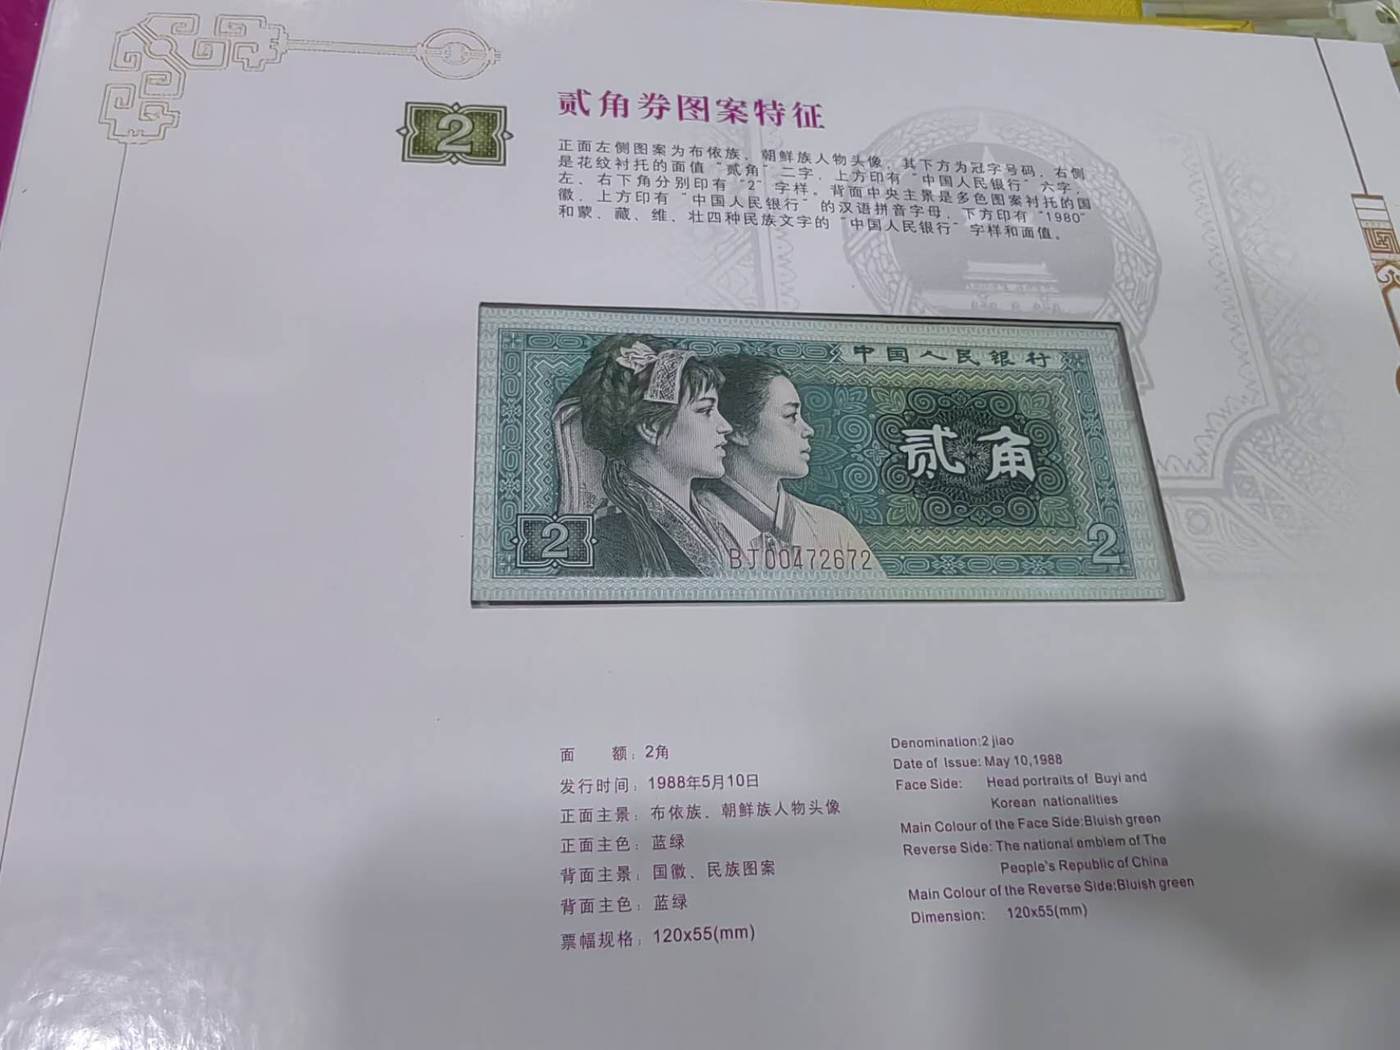 2
贰角券图案特征
正面左侧图案为布依族、朝鲜族人物头像，其下方为冠字号码，右侧
是花纹衬托的面值“贰角”二字，上方印有“中国人民银行”六字，
左、右下角分别印有“2”字样。背面中央主景是多色图案衬托的国
徽，上方印有“中国人民银行”的汉语拼音字母，下方印有“1980”
和蒙、藏、维、壮四种民族文字的“中国人民银行”字样和面值。
中国人民银行
贰角
2
BJ00472672
2
面 额：2角
发行时间：1988年5月10日
正面主景：布依族、朝鲜族人物头像
正面主色：蓝绿
背面主景：国徽、民族图案
背面主色：蓝绿
票幅规格：120x55(mm)
Denomination:2 jiao
Date of Issue: May 10,1988
Face Side: Head portraits of Buyi and
Korean nationalities
Main Colour of the Face Side:Bluish green
Reverse Side: The national emblem of The
People's Republic of China
Main Colour of the Reverse Side:Bluish green
Dimension: 120x55(mm)